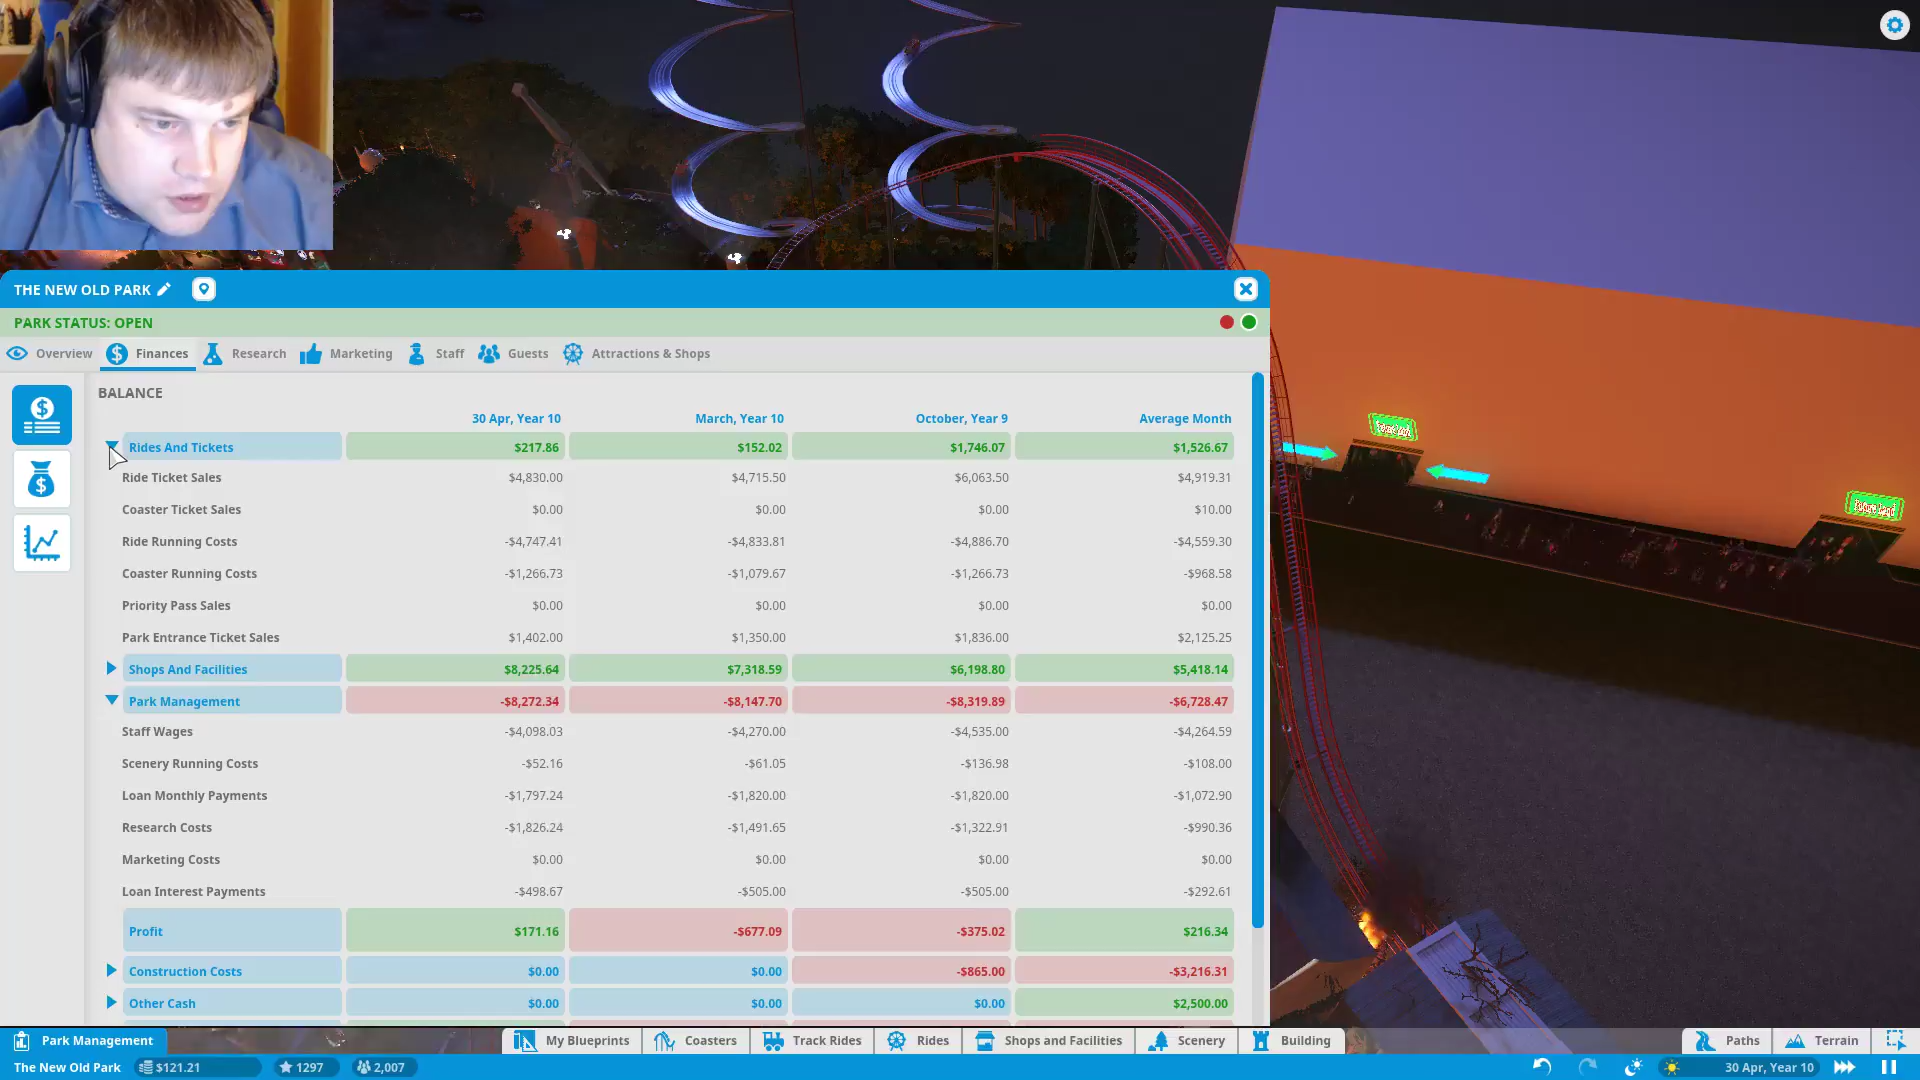 THE NEW OLD PARK
PARK STATUS: OPEN
Overview Finances Research Marketing Staff Guests Attractions & Shops
BALANCE
30 Apr, Year 10 March, Year 10 October, Year 9 Average Month
Rides And Tickets $217.86 $152.02 $1,746.07 $1,526.67
Ride Ticket Sales $4,830.00 $4,715.50 $6,063.50 $4,919.31
Coaster Ticket Sales $0.00 $0.00 $0.00 $10.00
Ride Running Costs -$4,747.41 -$4,833.81 -$4,886.70 -$4,559.30
Coaster Running Costs -$1,266.73 -$1,079.67 -$1,266.73 -$968.58
Priority Pass Sales $0.00 $0.00 $0.00 $0.00
Park Entrance Ticket Sales $1,402.00 $1,350.00 $1,836.00 $2,125.25
Shops And Facilities $8,225.64 $7,318.59 $6,198.80 $5,418.14
Park Management -$8,272.34 -$8,147.70 -$8,319.89 -$6,728.47
Staff Wages -$4,098.03 -$4,270.00 -$4,535.00 -$4,264.59
Scenery Running Costs -$52.16 -$61.05 -$136.98 -$108.00
Loan Monthly Payments -$1,797.24 -$1,820.00 -$1,820.00 -$1,072.90
Research Costs -$1,826.24 -$1,491.65 -$1,322.91 -$990.36
Marketing Costs $0.00 $0.00 $0.00 $0.00
Loan Interest Payments -$498.67 -$505.00 -$505.00 -$292.61
Profit $171.16 -$677.09 -$375.02 $216.34
Construction Costs $0.00 $0.00 -$865.00 -$3,216.31
Other Cash $0.00 $0.00 $0.00 $2,500.00
Park Management My Blueprints Coasters Track Rides Rides Shops and Facilities Scenery Building Paths Terrain
The New Old Park $121.21 1297 2,007 30 Apr, Year 10